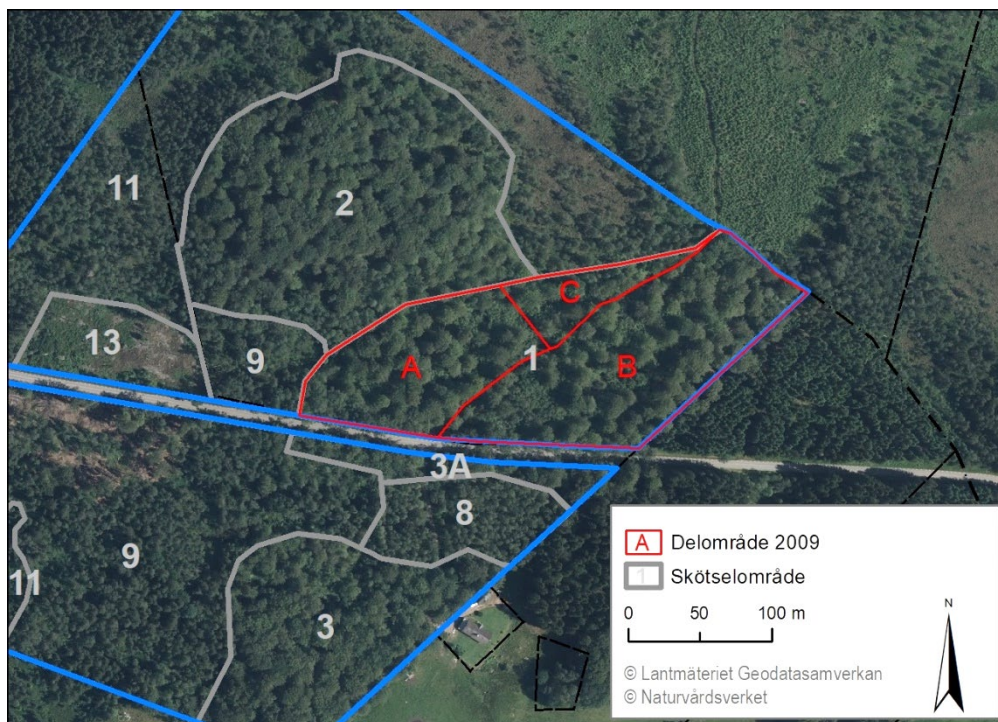 11
2
C
13
9
A
1
B
3A
8
9
11
3
A Delområde 2009
1 Skötselområde
0 50 100 m
N
© Lantmäteriet Geodatasamverkan
© Naturvårdsverket